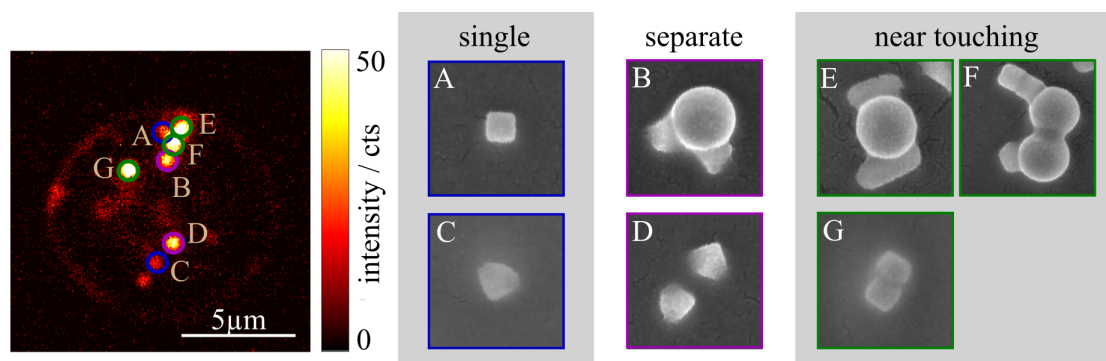 single
separate
near touching
50
intensity / cts
0
A
E
F
G
B
D
C
5µm
A
B
E
F
C
D
G